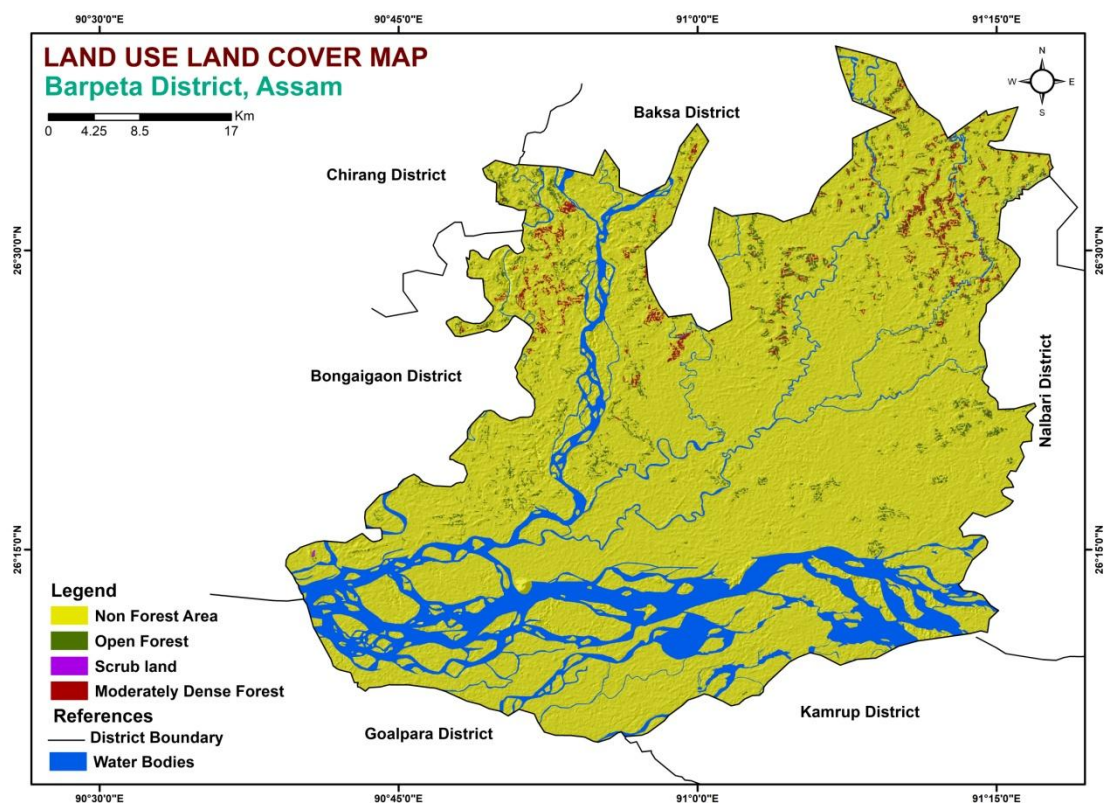 90°30'0"E 90°45'0"E 91°0'0"E 91°15'0"E
LAND USE LAND COVER MAP
Barpeta District, Assam
Km
0 4.25 8.5 17
N
W E
S
Baksa District
Chirang District
26°30'0"N 26°30'0"N
Bongaigaon District
Nalbari District
26°15'0"N 26°15'0"N
Legend
Non Forest Area
Open Forest
Scrub land
Moderately Dense Forest
References
District Boundary
Water Bodies
Goalpara District
Kamrup District
90°30'0"E 90°45'0"E 91°0'0"E 91°15'0"E